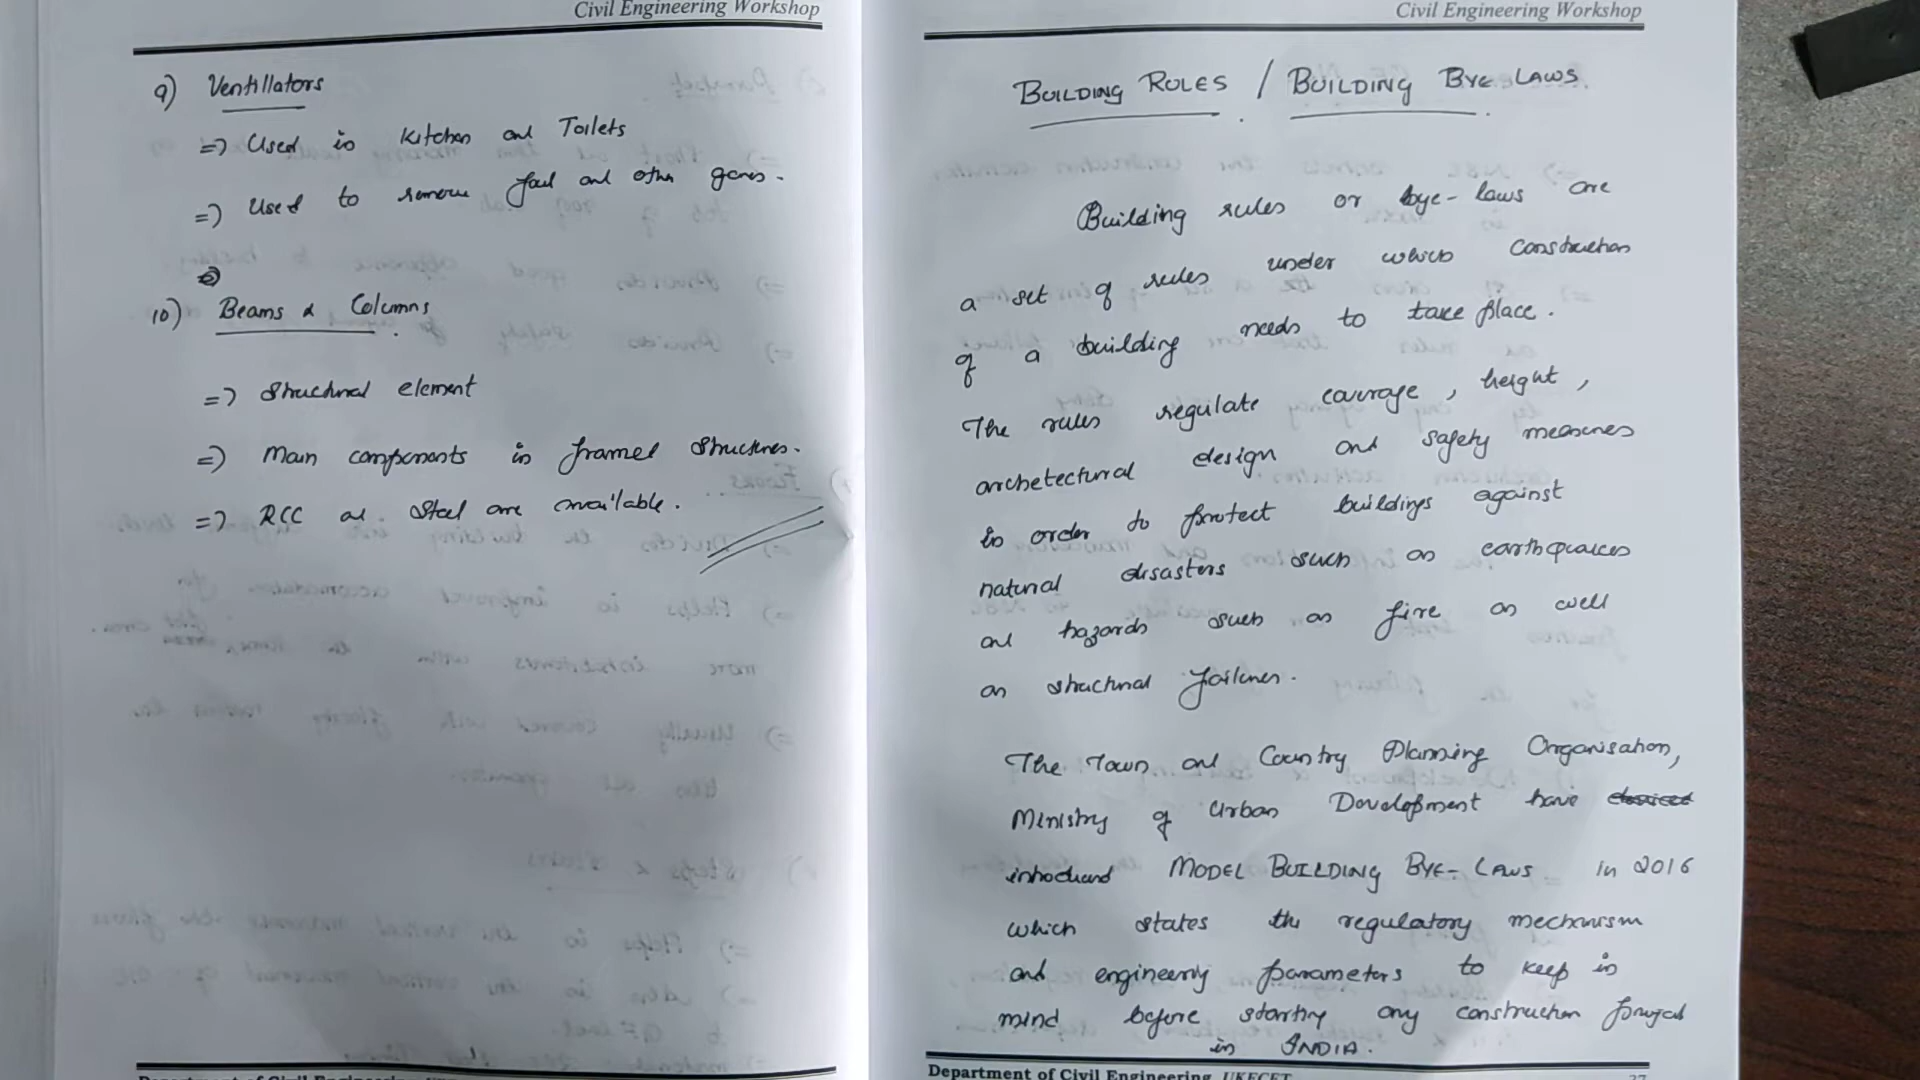 Civil Engineering Workshop
9) Ventillators
=) Used in kitchen and Toilets
=) Used to remove foul and other gases.
10) Beams & Columns
=) Structural element
=) Main components in framed structures.
=) RCC and Steel are available.
Civil Engineering Workshop
BUILDING RULES / BUILDING BYE LAWS
Building rules or bye-laws are
a set of rules under which construction
of a building needs to take place.
The rules regulate coverage, height,
archetectural design and safety measures
in order to protect buildings against
natural disasters such as earthquakes
and hazards such as fire as well
as structural failures.
The Town and Country Planning Organisation,
Ministry of Urban Development have
introduced MODEL BUILDING BYE-LAWS in 2016
which states the regulatory mechanism
and engineering parameters to keep in
mind before starting any construction project
in INDIA.
Department of Civil Engineering, UKFCET
27